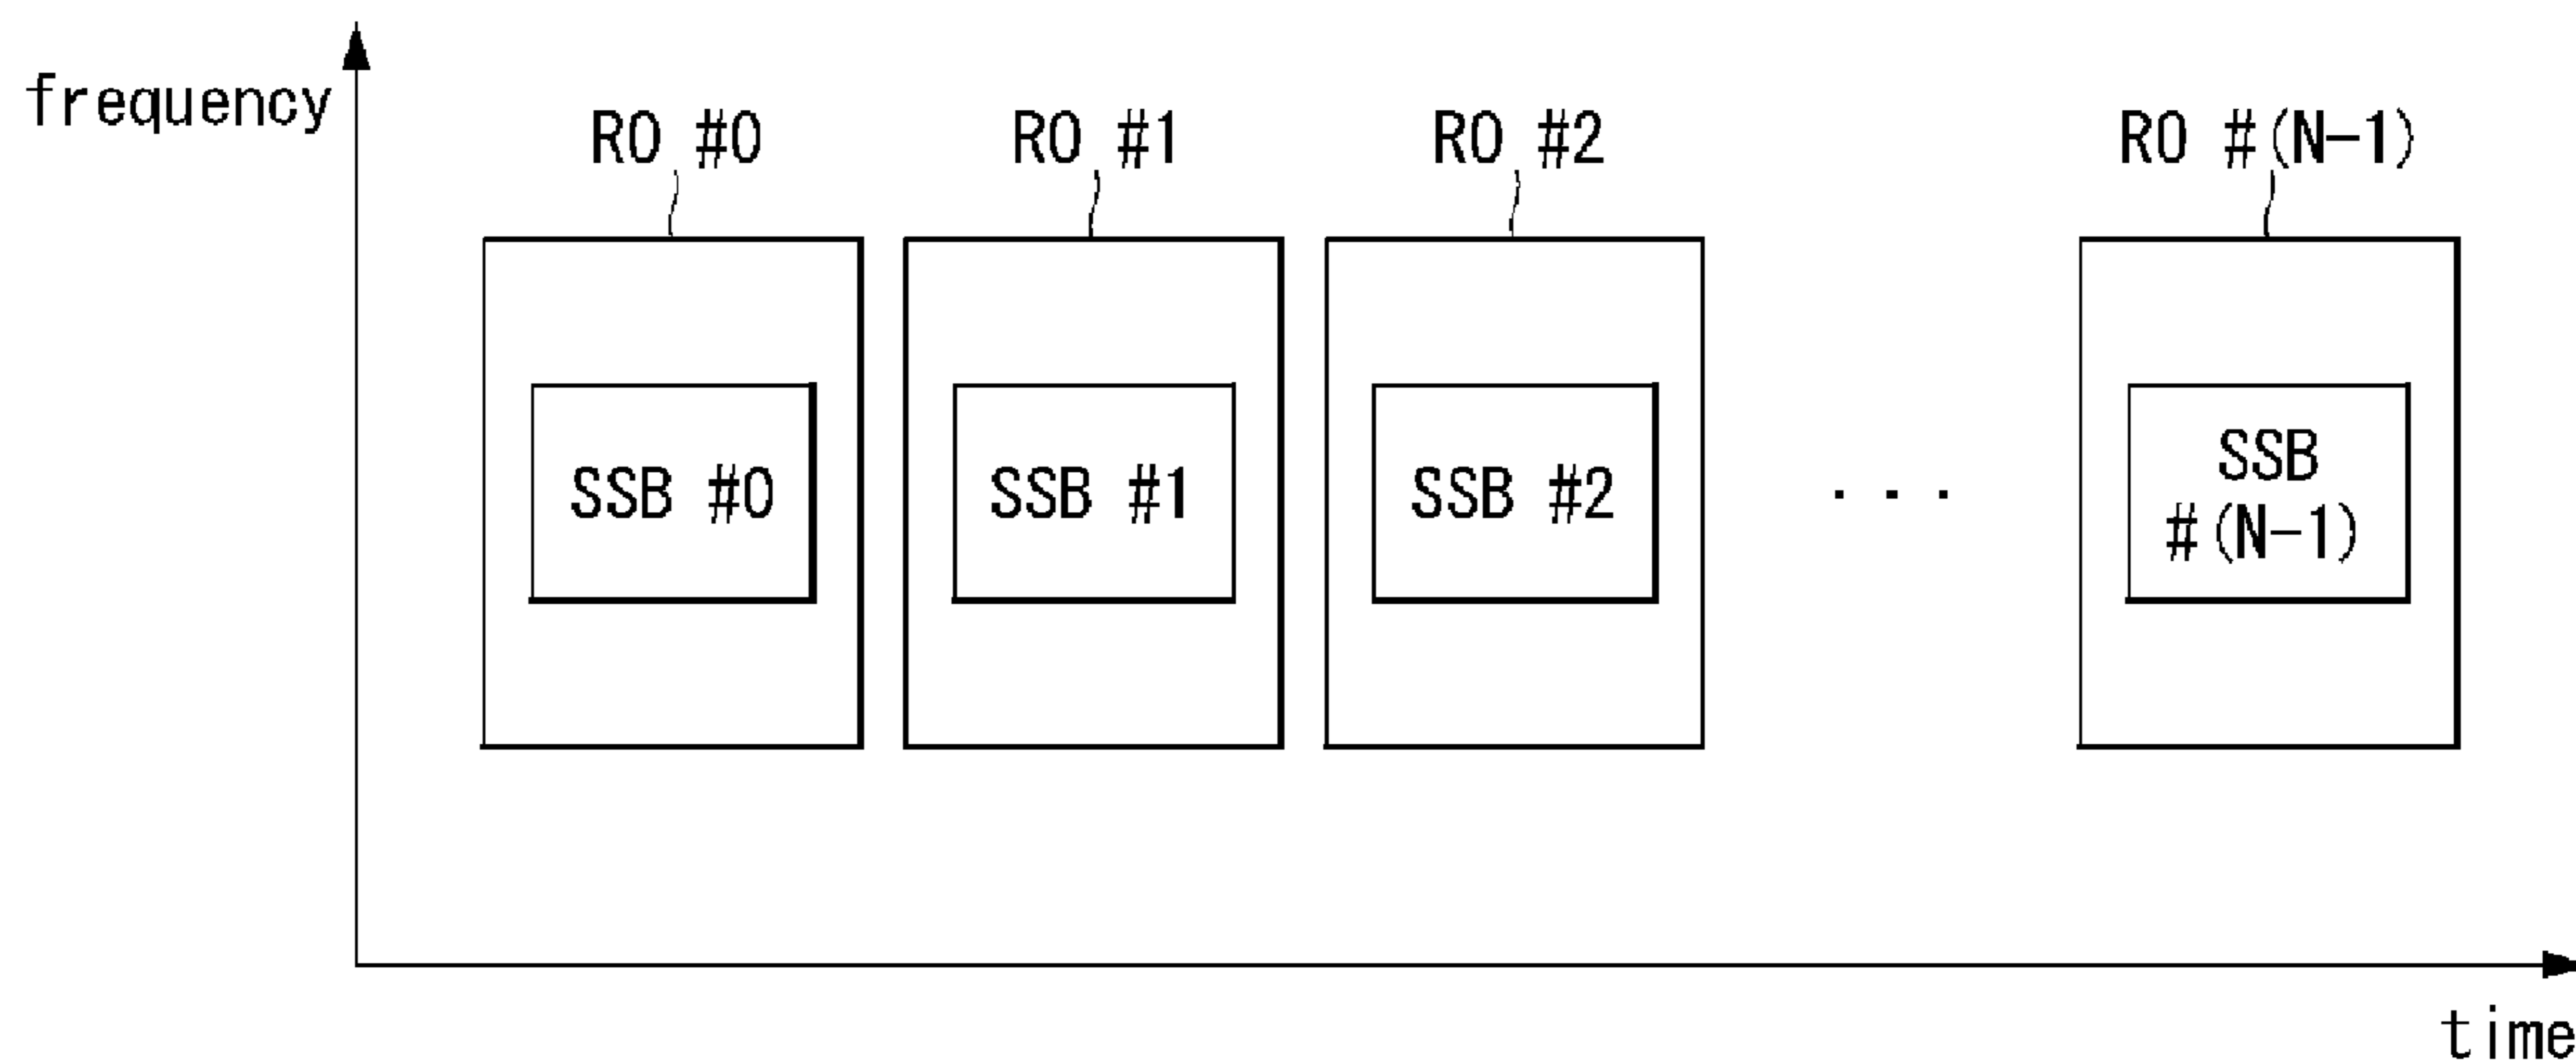 frequency
RO #0
RO #1
RO #2
RO #(N-1)
SSB #0
SSB #1
SSB #2
. . .
SSB
#(N-1)
time